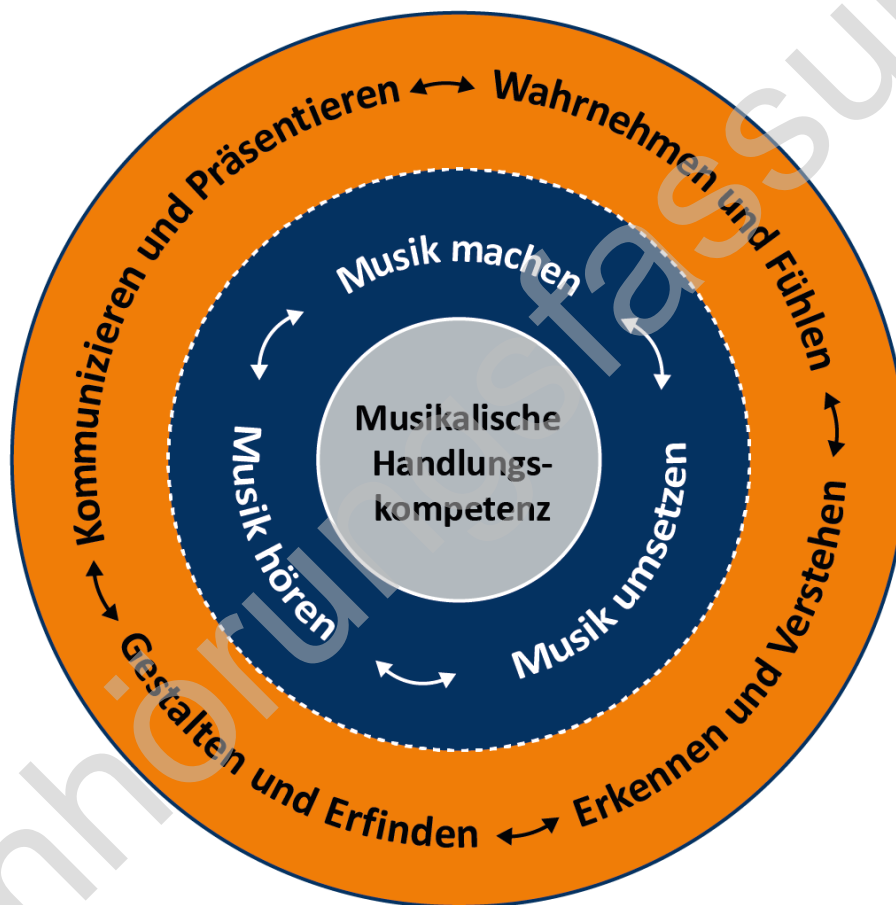 Kommunizieren und Präsentieren
Wahrnehmen und Fühlen
Erkennen und Verstehen
Gestalten und Erfinden
Musik machen
Musik umsetzen
Musik hören
Musikalische
Handlungs-
kompetenz
nhörungsfassu